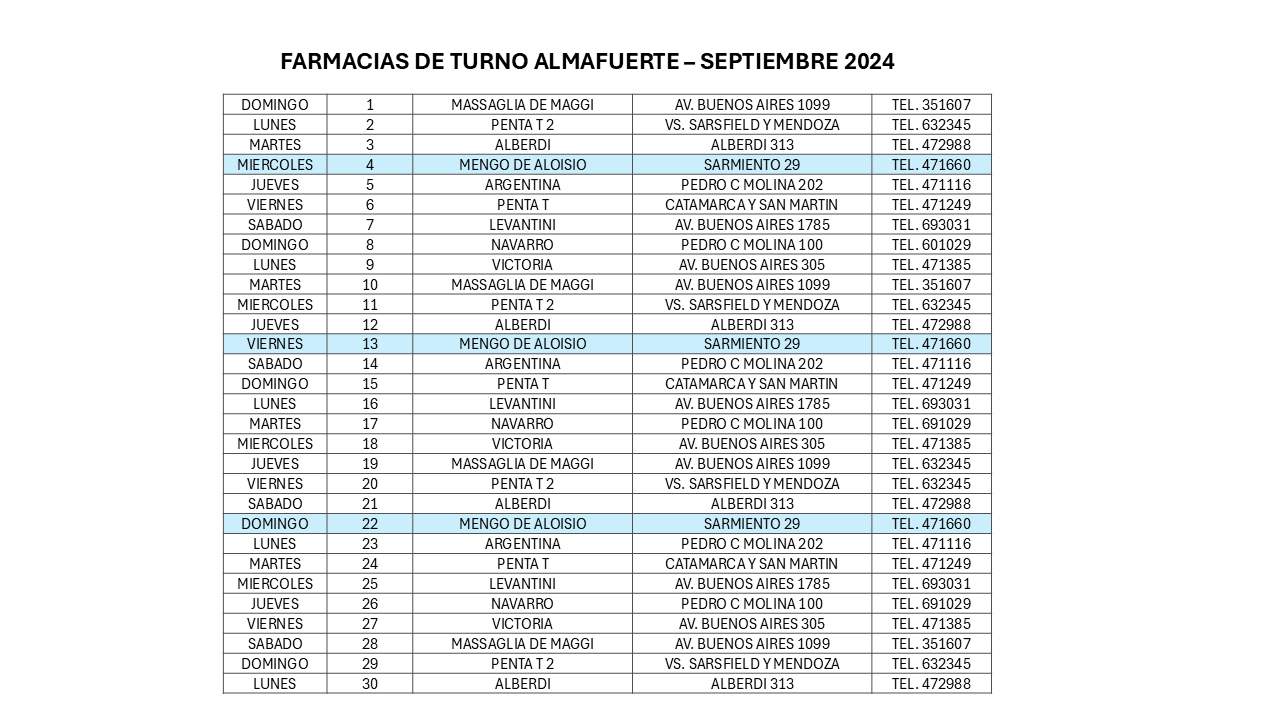 FARMACIAS DE TURNO ALMAFUERTE – SEPTIEMBRE 2024
DOMINGO 1 MASSAGLIA DE MAGGI AV. BUENOS AIRES 1099 TEL. 351607
LUNES 2 PENTA T 2 VS. SARSFIELD Y MENDOZA TEL. 632345
MARTES 3 ALBERDI ALBERDI 313 TEL. 472988
MIERCOLES 4 MENGO DE ALOISIO SARMIENTO 29 TEL. 471660
JUEVES 5 ARGENTINA PEDRO C MOLINA 202 TEL. 471116
VIERNES 6 PENTA T CATAMARCA Y SAN MARTIN TEL. 471249
SABADO 7 LEVANTINI AV. BUENOS AIRES 1785 TEL. 693031
DOMINGO 8 NAVARRO PEDRO C MOLINA 100 TEL. 601029
LUNES 9 VICTORIA AV. BUENOS AIRES 305 TEL. 471385
MARTES 10 MASSAGLIA DE MAGGI AV. BUENOS AIRES 1099 TEL. 351607
MIERCOLES 11 PENTA T 2 VS. SARSFIELD Y MENDOZA TEL. 632345
JUEVES 12 ALBERDI ALBERDI 313 TEL. 472988
VIERNES 13 MENGO DE ALOISIO SARMIENTO 29 TEL. 471660
SABADO 14 ARGENTINA PEDRO C MOLINA 202 TEL. 471116
DOMINGO 15 PENTA T CATAMARCA Y SAN MARTIN TEL. 471249
LUNES 16 LEVANTINI AV. BUENOS AIRES 1785 TEL. 693031
MARTES 17 NAVARRO PEDRO C MOLINA 100 TEL. 691029
MIERCOLES 18 VICTORIA AV. BUENOS AIRES 305 TEL. 471385
JUEVES 19 MASSAGLIA DE MAGGI AV. BUENOS AIRES 1099 TEL. 632345
VIERNES 20 PENTA T 2 VS. SARSFIELD Y MENDOZA TEL. 632345
SABADO 21 ALBERDI ALBERDI 313 TEL. 472988
DOMINGO 22 MENGO DE ALOISIO SARMIENTO 29 TEL. 471660
LUNES 23 ARGENTINA PEDRO C MOLINA 202 TEL. 471116
MARTES 24 PENTA T CATAMARCA Y SAN MARTIN TEL. 471249
MIERCOLES 25 LEVANTINI AV. BUENOS AIRES 1785 TEL. 693031
JUEVES 26 NAVARRO PEDRO C MOLINA 100 TEL. 691029
VIERNES 27 VICTORIA AV. BUENOS AIRES 305 TEL. 471385
SABADO 28 MASSAGLIA DE MAGGI AV. BUENOS AIRES 1099 TEL. 351607
DOMINGO 29 PENTA T 2 VS. SARSFIELD Y MENDOZA TEL. 632345
LUNES 30 ALBERDI ALBERDI 313 TEL. 472988